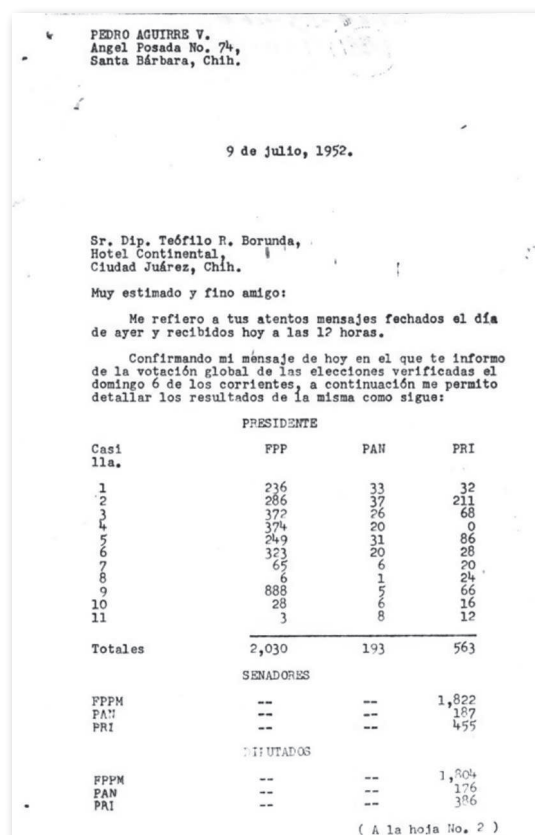 PEDRO AGUIRRE V.
Angel Posada No. 74,
Santa Bárbara, Chih.
9 de julio, 1952.
Sr. Dip. Teófilo R. Borunda,
Hotel Continental,
Ciudad Juárez, Chih.
Muy estimado y fino amigo:
Me refiero a tus atentos mensajes fechados el día
de ayer y recibidos hoy a las 12 horas.
Confirmando mi mensaje de hoy en el que te informo
de la votación global de las elecciones verificadas el
domingo 6 de los corrientes, a continuación me permito
detallar los resultados de la misma como sigue:
PRESIDENTE
Casi FPP PAN PRI
lla.
1 236 33 32
2 286 37 211
3 372 26 68
4 374 20 0
5 249 31 86
6 323 20 28
7 65 6 20
8 6 1 24
9 888 5 66
10 28 6 16
11 3 8 12
Totales 2,030 193 563
SENADORES
FPPM -- -- 1,822
PAN -- -- 187
PRI -- -- 455
DIPUTADOS
FPPM -- -- 1,804
PAN -- -- 176
PRI -- -- 386
( A la hoja No. 2 )